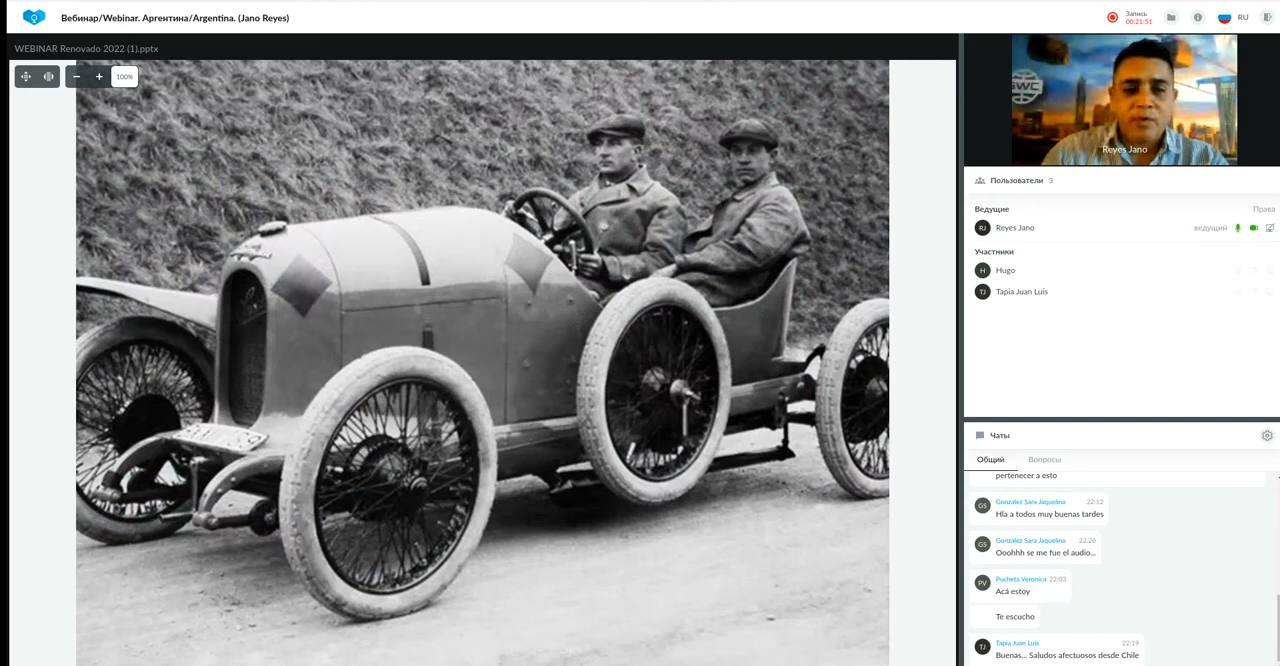 Вебинар/Webinar. Аргентина/Argentina. (Jano Reyes)
Запись
00:21:51
RU
WEBINAR Renovado 2022 (1).pptx
100%
GWC
Reyes Jano
Пользователи 3
Ведущие Права
RJ Reyes Jano ведущий
Участники
H Hugo
TJ Tapia Juan Luis
Чаты
Общий Вопросы
pertenecer a esto
GS Gonzalez Sara Jaquelina 22:12
Hla a todos muy buenas tardes
GS Gonzalez Sara Jaquelina 22:26
Ooohhh se me fue el audio...
PV Pucheta Veronica 22:03
Acá estoy
Te escucho
TJ Tapia Juan Luis 22:19
Buenas... Saludos afectuosos desde Chile